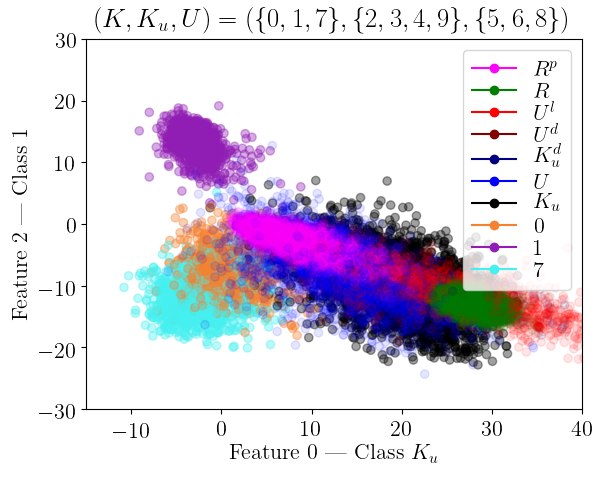 (K, K_u, U) = ({0, 1, 7}, {2, 3, 4, 9}, {5, 6, 8})
30
20
10
0
−10
−20
−30
Feature 2 — Class 1
R^p
R
U^l
U^d
K_u^d
U
K_u
0
1
7
−10
0
10
20
30
40
Feature 0 — Class K_u